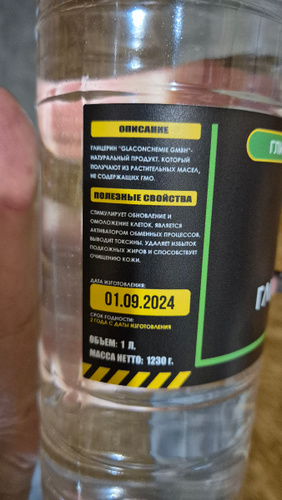 ОПИСАНИЕ
ГЛИЦЕРИН "GLACONCHEMIE GMBH"-
НАТУРАЛЬНЫЙ ПРОДУКТ, КОТОРЫЙ
ПОЛУЧАЮТ ИЗ РАСТИТЕЛЬНЫХ МАСЕЛ,
НЕ СОДЕРЖАЩИХ ГМО.
ПОЛЕЗНЫЕ СВОЙСТВА
СТИМУЛИРУЕТ ОБНОВЛЕНИЕ И
ОМОЛОЖЕНИЕ КЛЕТОК, ЯВЛЯЕТСЯ
АКТИВАТОРОМ ОБМЕННЫХ ПРОЦЕССОВ,
ВЫВОДИТ ТОКСИНЫ, УДАЛЯЕТ ИЗБЫТОК
ПОДКОЖНЫХ ЖИРОВ И СПОСОБСТВУЕТ
ОЧИЩЕНИЮ КОЖИ.
ДАТА ИЗГОТОВЛЕНИЯ:
01.09.2024
СРОК ГОДНОСТИ:
2 ГОДА С ДАТЫ ИЗГОТОВЛЕНИЯ
ОБЪЕМ: 1 Л.
МАССА НЕТТО: 1230 г.